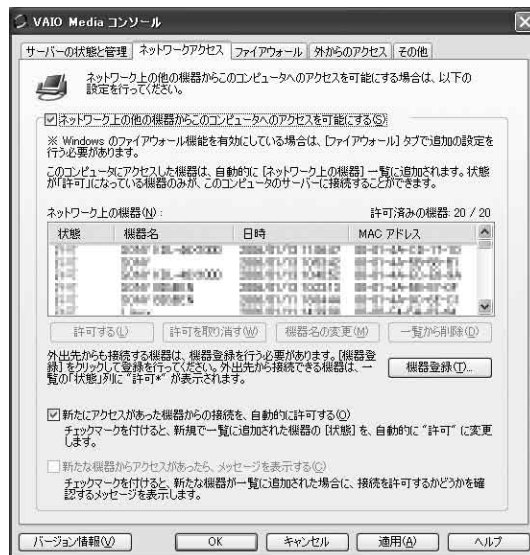 VAIO Media コンソール
サーバーの状態と管理 ネットワークアクセス ファイアウォール 外からのアクセス その他
ネットワーク上の他の機器からこのコンピュータへのアクセスを可能にする場合は、以下の
設定を行ってください。
ネットワーク上の他の機器からこのコンピュータへのアクセスを可能にする(S)
※ Windows のファイアウォール機能を有効にしている場合は、[ファイアウォール] タブで追加の設定を
行う必要があります。
このコンピュータにアクセスした機器は、自動的に [ネットワーク上の機器] 一覧に追加されます。状態
が「許可」になっている機器のみが、このコンピュータのサーバーに接続することができます。
ネットワーク上の機器(N) : 許可済みの機器: 20 / 20
状態 機器名 日時 MAC アドレス
許可する(L) 許可を取り消す(W) 機器名の変更(M) 一覧から削除(D)
外出先からも接続する機器は、機器登録を行う必要があります。[機器登
録] をクリックして登録を行ってください。外出先から接続できる機器は、一
覧の「状態」列に "許可*" が表示されます。
機器登録(T)...
新たにアクセスがあった機器からの接続を、自動的に許可する(O)
チェックマークを付けると、新規で一覧に追加された機器の [状態] を、自動的に "許可" に変更
します。
新たな機器からアクセスがあったら、メッセージを表示する(G)
チェックマークを付けると、新たな機器が一覧に追加された場合に、接続を許可するかどうかを確
認するメッセージを表示します。
バージョン情報(V) OK キャンセル 適用(A) ヘルプ